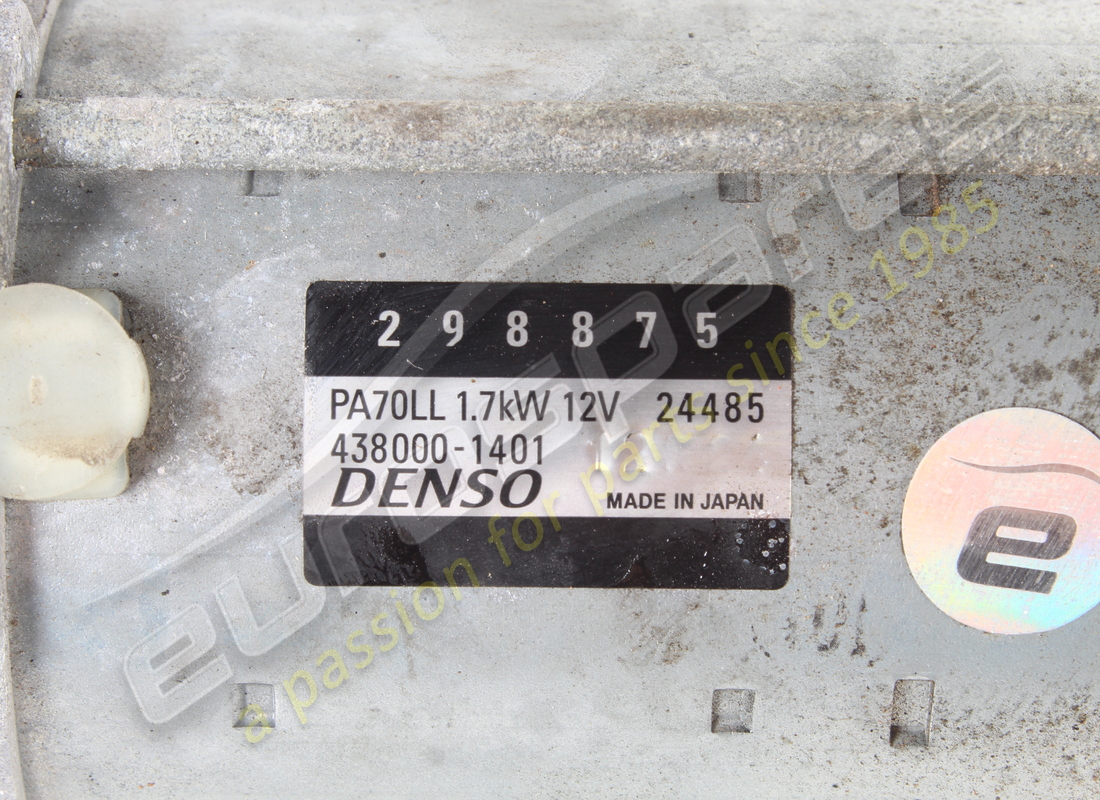 298875
PA70LL 1.7kW 12V 24485
438000-1401
DENSO MADE IN JAPAN
eurospares
a passion for parts since 1985
e